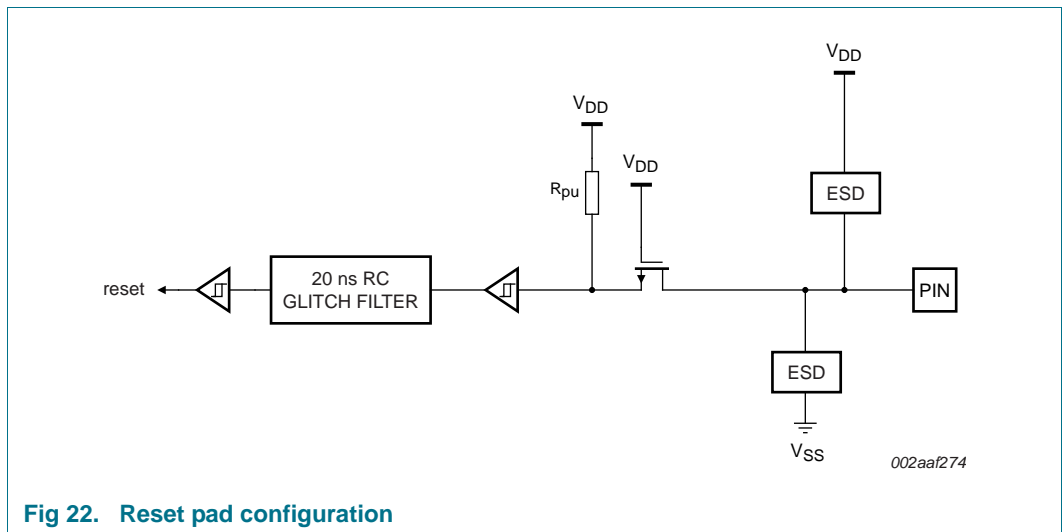 VDD
VDD
VDD
Rpu
ESD
reset
20 ns RC
GLITCH FILTER
PIN
ESD
VSS
002aaf274
Fig 22. Reset pad configuration